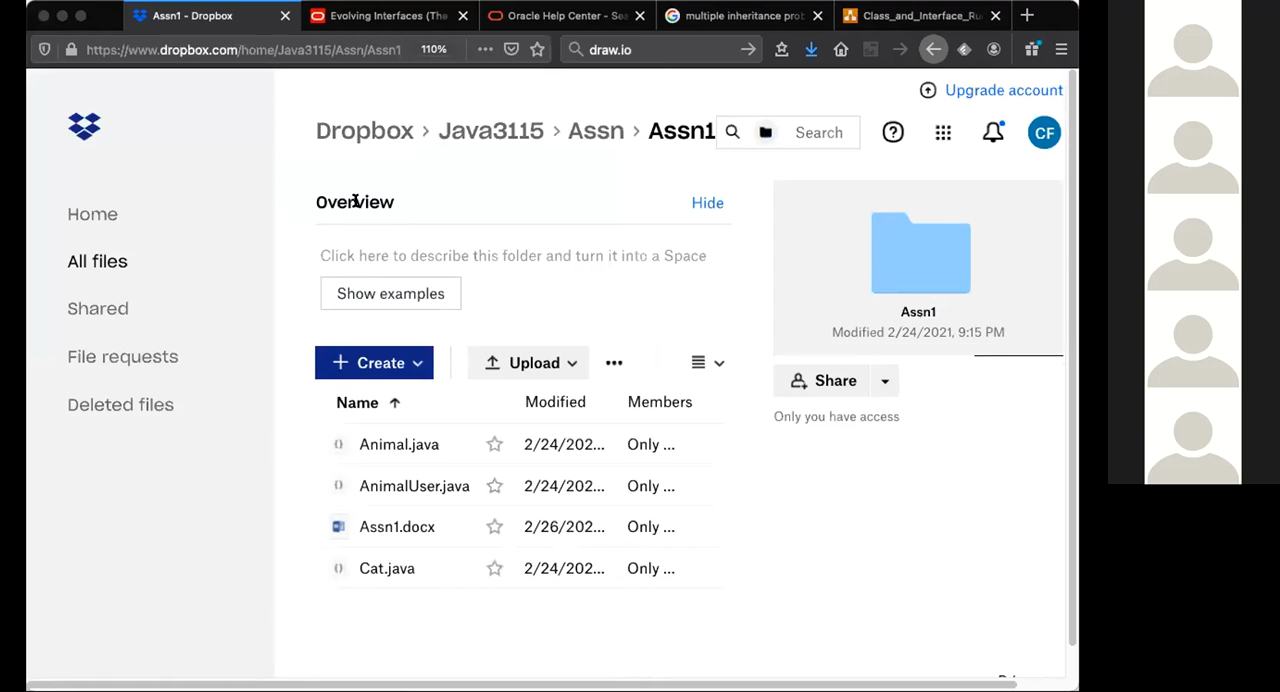 Assn1 - Dropbox
Evolving Interfaces (The
Oracle Help Center - Sea
multiple inheritance prob
Class_and_Interface_Ru
https://www.dropbox.com/home/Java3115/Assn/Assn1
110%
draw.io
Upgrade account
Dropbox › Java3115 › Assn › Assn1
Search
CF
Overview
Hide
Click here to describe this folder and turn it into a Space
Show examples
Home
All files
Shared
File requests
Deleted files
Assn1
Modified 2/24/2021, 9:15 PM
Create
Upload
Share
Only you have access
Name
Modified
Members
Animal.java 2/24/202... Only ...
AnimalUser.java 2/24/202... Only ...
Assn1.docx 2/26/202... Only ...
Cat.java 2/24/202... Only ...